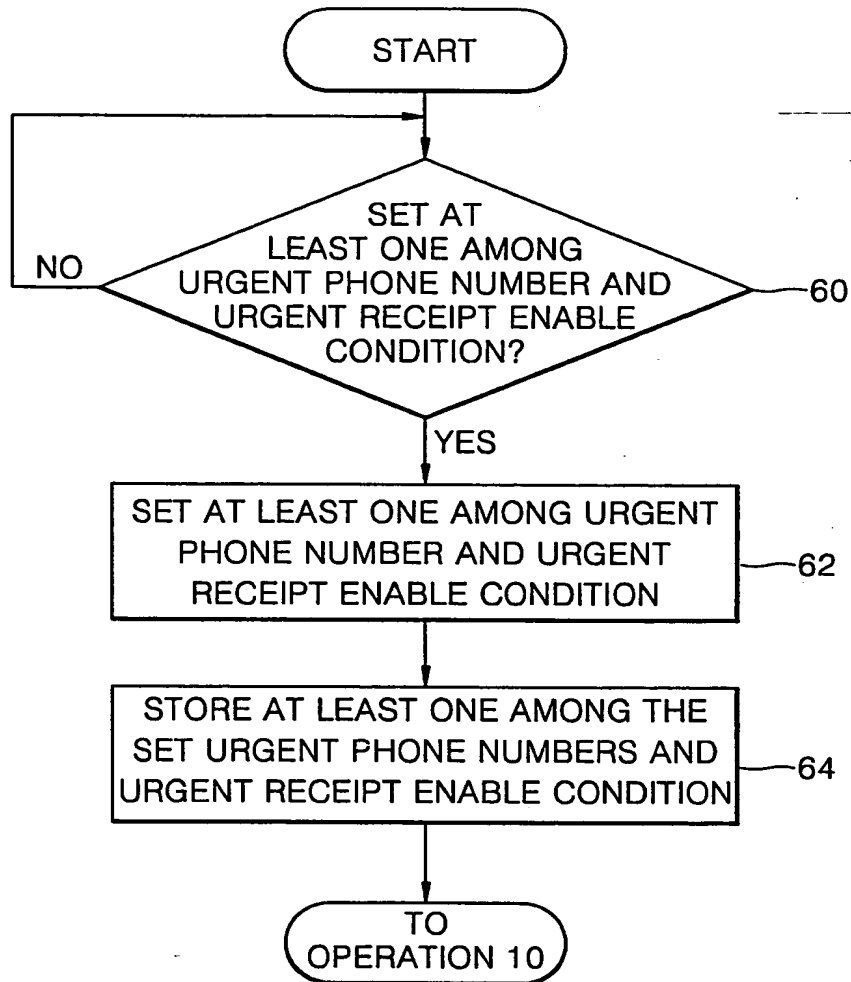 START
SET AT
LEAST ONE AMONG
URGENT PHONE NUMBER AND
URGENT RECEIPT ENABLE
CONDITION?
NO
60
YES
SET AT LEAST ONE AMONG URGENT
PHONE NUMBER AND URGENT
RECEIPT ENABLE CONDITION
62
STORE AT LEAST ONE AMONG THE
SET URGENT PHONE NUMBERS AND
URGENT RECEIPT ENABLE CONDITION
64
TO
OPERATION 10